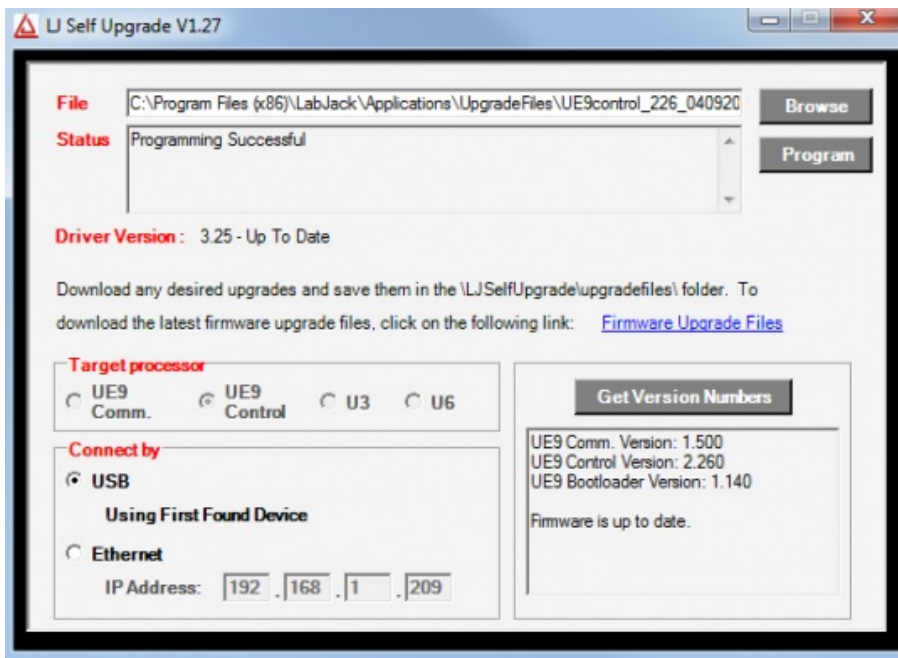 LJ Self Upgrade V1.27
File C:\Program Files (x86)\LabJack\Applications\UpgradeFiles\UE9control_226_040920 Browse
Status Programming Successful
Program
Driver Version : 3.25 - Up To Date
Download any desired upgrades and save them in the \LJSelfUpgrade\upgradefiles\ folder. To
download the latest firmware upgrade files, click on the following link: Firmware Upgrade Files
Target processor
UE9 Comm.
UE9 Control
U3
U6
Connect by
USB
Using First Found Device
Ethernet
IP Address: 192 . 168 . 1 . 209
Get Version Numbers
UE9 Comm. Version: 1.500
UE9 Control Version: 2.260
UE9 Bootloader Version: 1.140
Firmware is up to date.